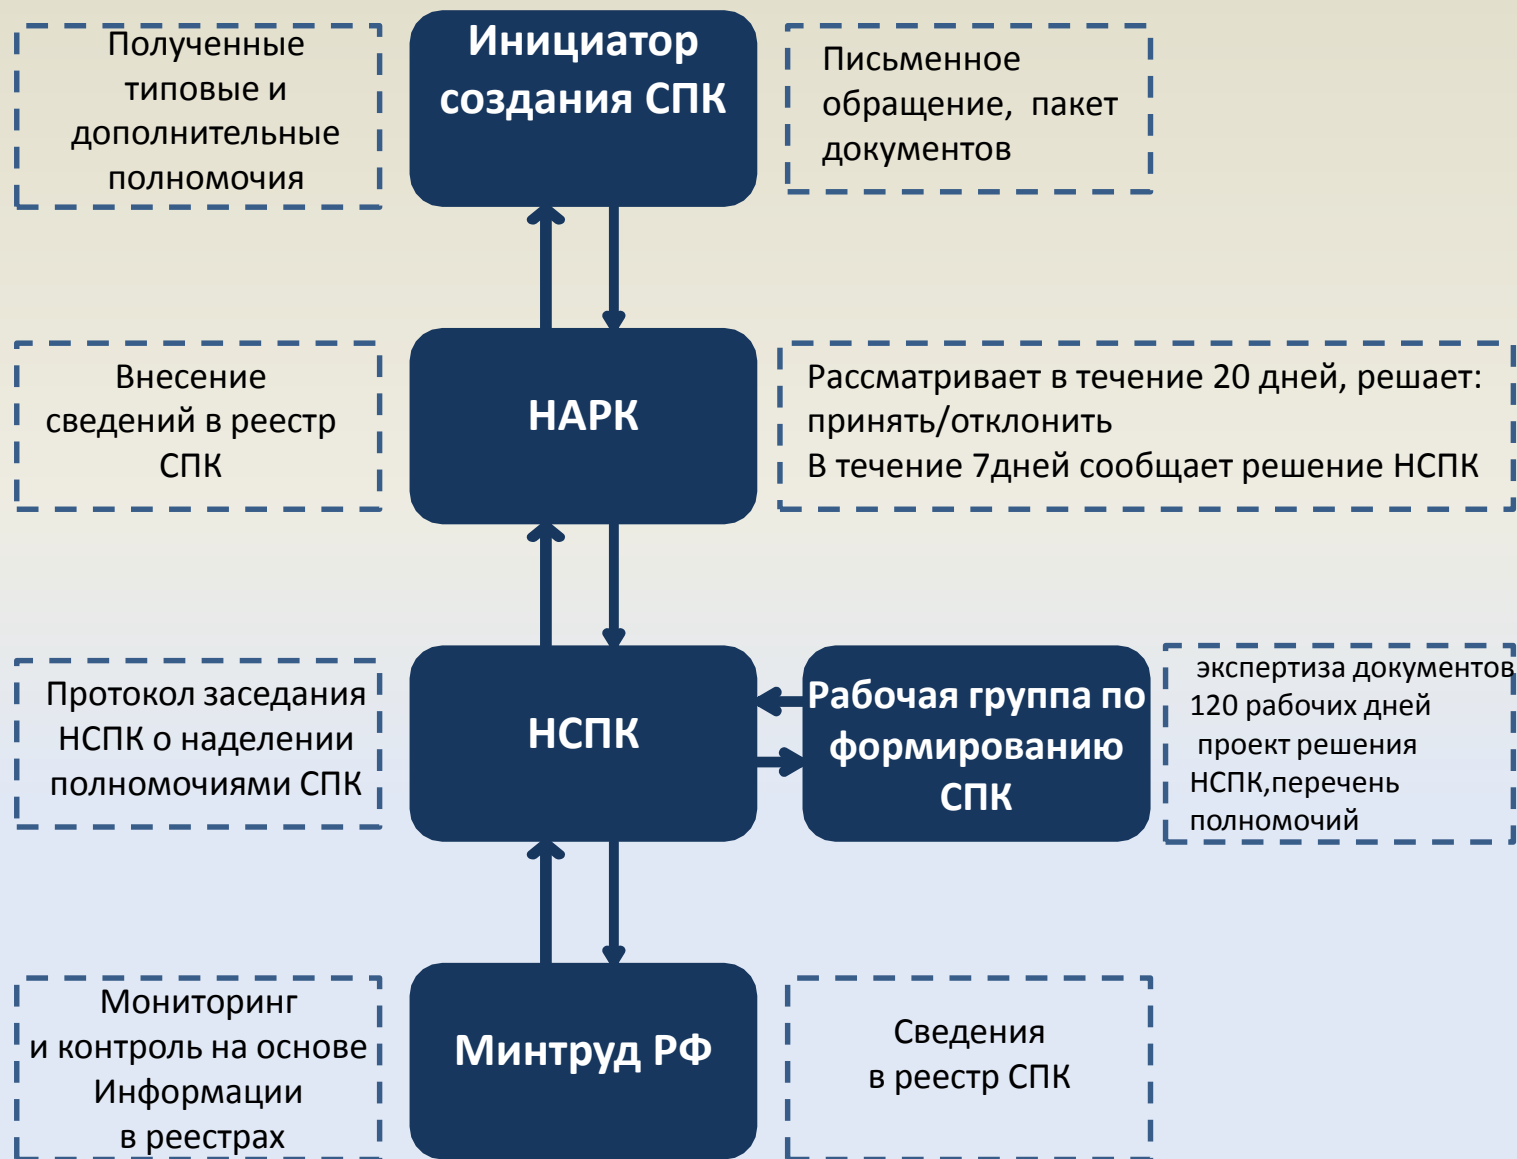 Полученные
типовые и
дополнительные
полномочия
Инициатор
создания СПК
Письменное
обращение, пакет
документов
Внесение
сведений в реестр
СПК
НАРК
Рассматривает в течение 20 дней, решает:
принять/отклонить
В течение 7дней сообщает решение НСПК
Протокол заседания
НСПК о наделении
полномочиями СПК
НСПК
Рабочая группа по
формированию
СПК
экспертиза документов
120 рабочих дней
проект решения
НСПК,перечень
полномочий
Мониторинг
и контроль на основе
Информации
в реестрах
Минтруд РФ
Сведения
в реестр СПК